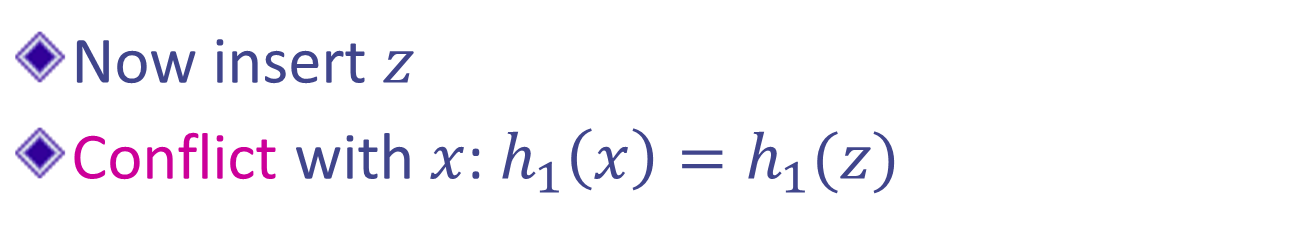 Now insert z
Conflict with x: h₁(x) = h₁(z)